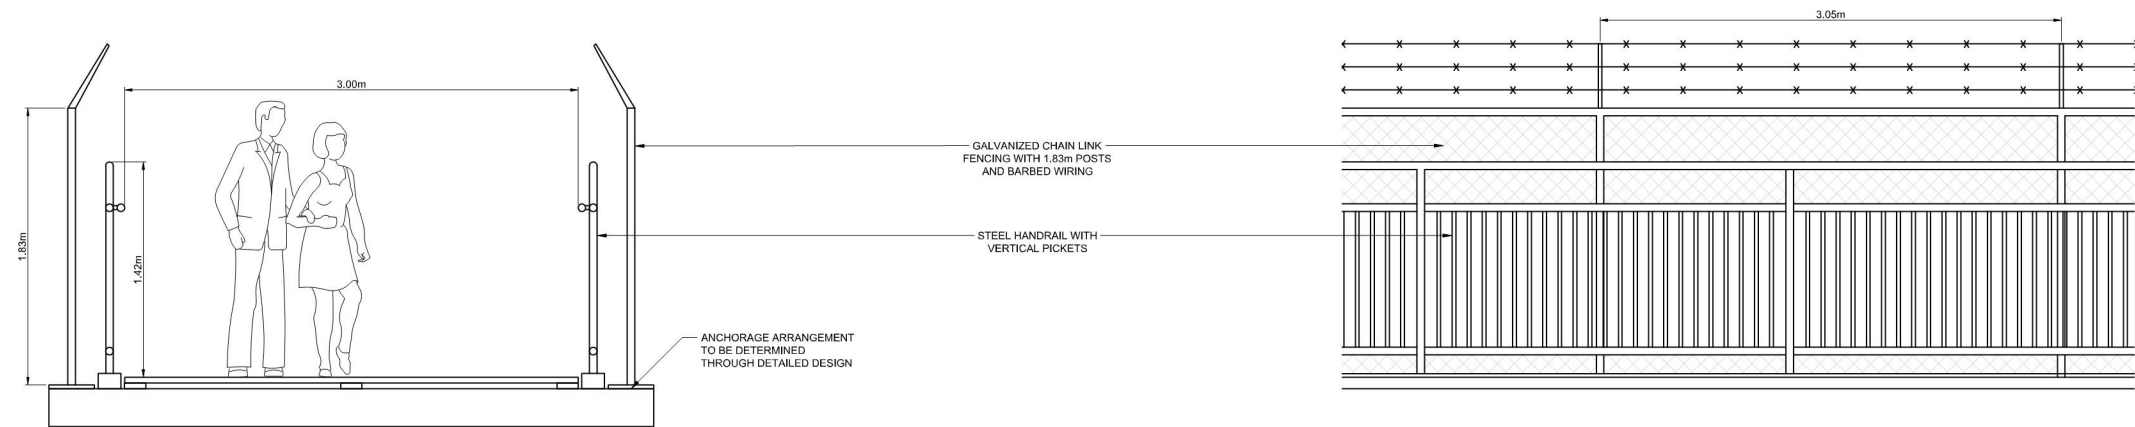 3.00m
1.83m
1.42m
GALVANIZED CHAIN LINK
FENCING WITH 1.83m POSTS
AND BARBED WIRING
STEEL HANDRAIL WITH
VERTICAL PICKETS
ANCHORAGE ARRANGEMENT
TO BE DETERMINED
THROUGH DETAILED DESIGN
3.05m